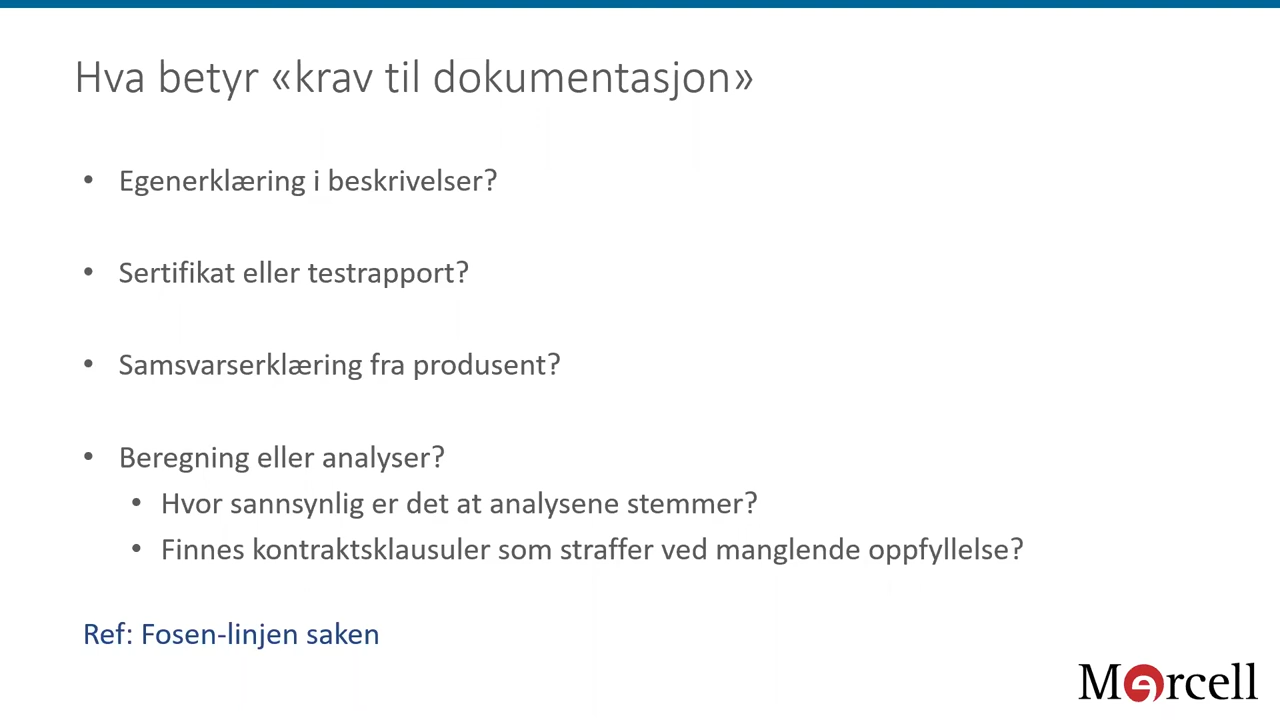 Hva betyr «krav til dokumentasjon»
• Egenerklæring i beskrivelser?
• Sertifikat eller testrapport?
• Samsvarserklæring fra produsent?
• Beregning eller analyser?
• Hvor sannsynlig er det at analysene stemmer?
• Finnes kontraktsklausuler som straffer ved manglende oppfyllelse?
Ref: Fosen-linjen saken
Mercell